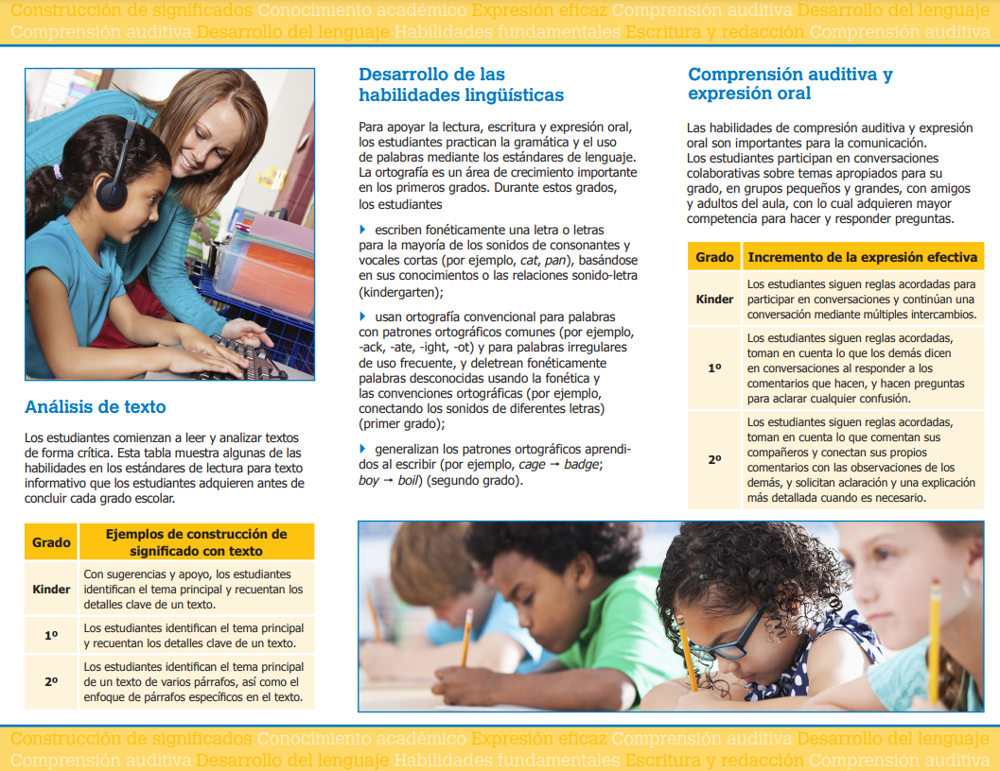 Construcción de significados Conocimiento académico Expresión eficaz Comprensión auditiva Desarrollo del lenguaje
Comprensión auditiva Desarrollo del lenguaje Habilidades fundamentales Escritura y redacción Comprensión auditiva
Análisis de texto
Los estudiantes comienzan a leer y analizar textos
de forma crítica. Esta tabla muestra algunas de las
habilidades en los estándares de lectura para texto
informativo que los estudiantes adquieren antes de
concluir cada grado escolar.
Grado
Ejemplos de construcción de
significado con texto
Kinder
Con sugerencias y apoyo, los estudiantes
identifican el tema principal y recuentan los
detalles clave de un texto.
1º
Los estudiantes identifican el tema principal
y recuentan los detalles clave de un texto.
2º
Los estudiantes identifican el tema principal
de un texto de varios párrafos, así como el
enfoque de párrafos específicos en el texto.
Desarrollo de las
habilidades lingüísticas
Para apoyar la lectura, escritura y expresión oral,
los estudiantes practican la gramática y el uso
de palabras mediante los estándares de lenguaje.
La ortografía es un área de crecimiento importante
en los primeros grados. Durante estos grados,
los estudiantes
escriben fonéticamente una letra o letras
para la mayoría de los sonidos de consonantes y
vocales cortas (por ejemplo, cat, pan), basándose
en sus conocimientos o las relaciones sonido-letra
(kindergarten);
usan ortografía convencional para palabras
con patrones ortográficos comunes (por ejemplo,
-ack, -ate, -ight, -ot) y para palabras irregulares
de uso frecuente, y deletrean fonéticamente
palabras desconocidas usando la fonética y
las convenciones ortográficas (por ejemplo,
conectando los sonidos de diferentes letras)
(primer grado);
generalizan los patrones ortográficos aprendi-
dos al escribir (por ejemplo, cage → badge;
boy → boil) (segundo grado).
Comprensión auditiva y
expresión oral
Las habilidades de compresión auditiva y expresión
oral son importantes para la comunicación.
Los estudiantes participan en conversaciones
colaborativas sobre temas apropiados para su
grado, en grupos pequeños y grandes, con amigos
y adultos del aula, con lo cual adquieren mayor
competencia para hacer y responder preguntas.
Grado
Incremento de la expresión efectiva
Kinder
Los estudiantes siguen reglas acordadas para
participar en conversaciones y continúan una
conversación mediante múltiples intercambios.
1º
Los estudiantes siguen reglas acordadas,
toman en cuenta lo que los demás dicen
en conversaciones al responder a los
comentarios que hacen, y hacen preguntas
para aclarar cualquier confusión.
2º
Los estudiantes siguen reglas acordadas,
toman en cuenta lo que comentan sus
compañeros y conectan sus propios
comentarios con las observaciones de los
demás, y solicitan aclaración y una explicación
más detallada cuando es necesario.
Construcción de significados Conocimiento académico Expresión eficaz Comprensión auditiva Desarrollo del lenguaje
Comprensión auditiva Desarrollo del lenguaje Habilidades fundamentales Escritura y redacción Comprensión auditiva